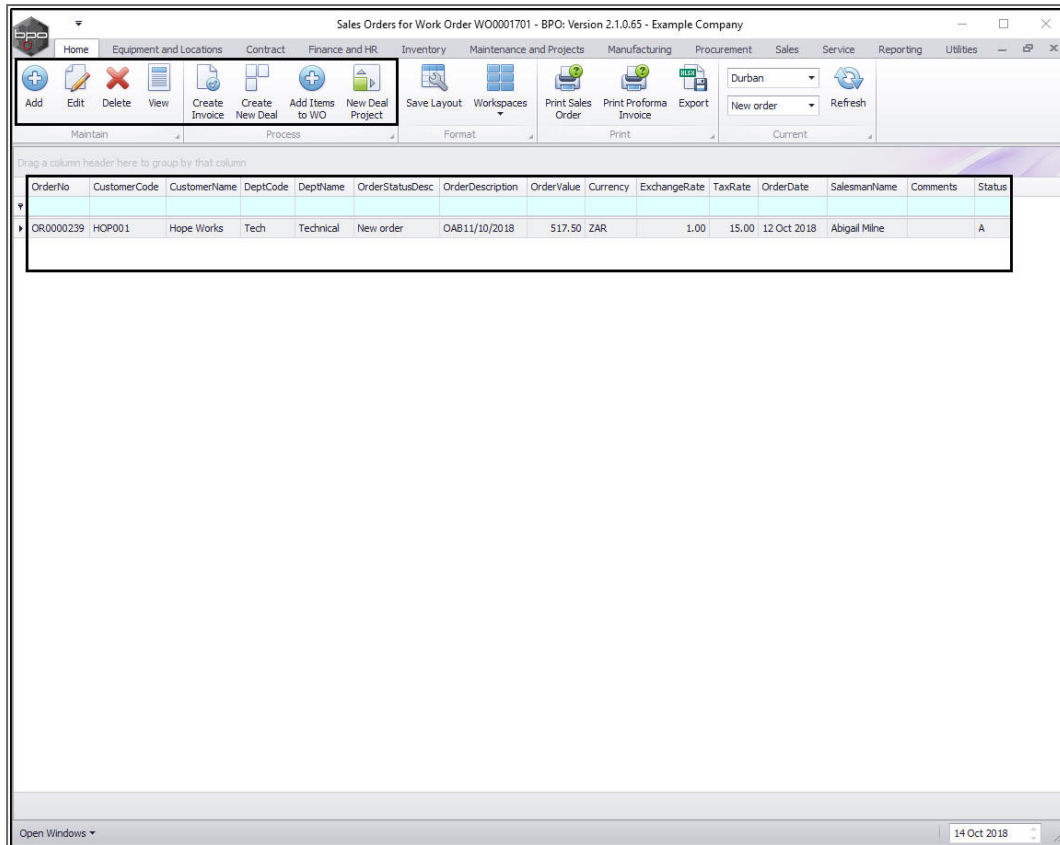 Sales Orders for Work Order WO0001701 - BPO: Version 2.1.0.65 - Example Company
bpo
Home Equipment and Locations Contract Finance and HR Inventory Maintenance and Projects Manufacturing Procurement Sales Service Reporting Utilities
Add Edit Delete View Create Invoice Create New Deal Add Items to WO New Deal Project Save Layout Workspaces Print Sales Order Print Proforma Invoice XLSX Export Durban New order Refresh
Maintain Process Format Print Current
Drag a column header here to group by that column
OrderNo CustomerCode CustomerName DeptCode DeptName OrderStatusDesc OrderDescription OrderValue Currency ExchangeRate TaxRate OrderDate SalesmanName Comments Status
OR0000239 HOP001 Hope Works Tech Technical New order OAB11/10/2018 517.50 ZAR 1.00 15.00 12 Oct 2018 Abigail Milne A
Open Windows 14 Oct 2018